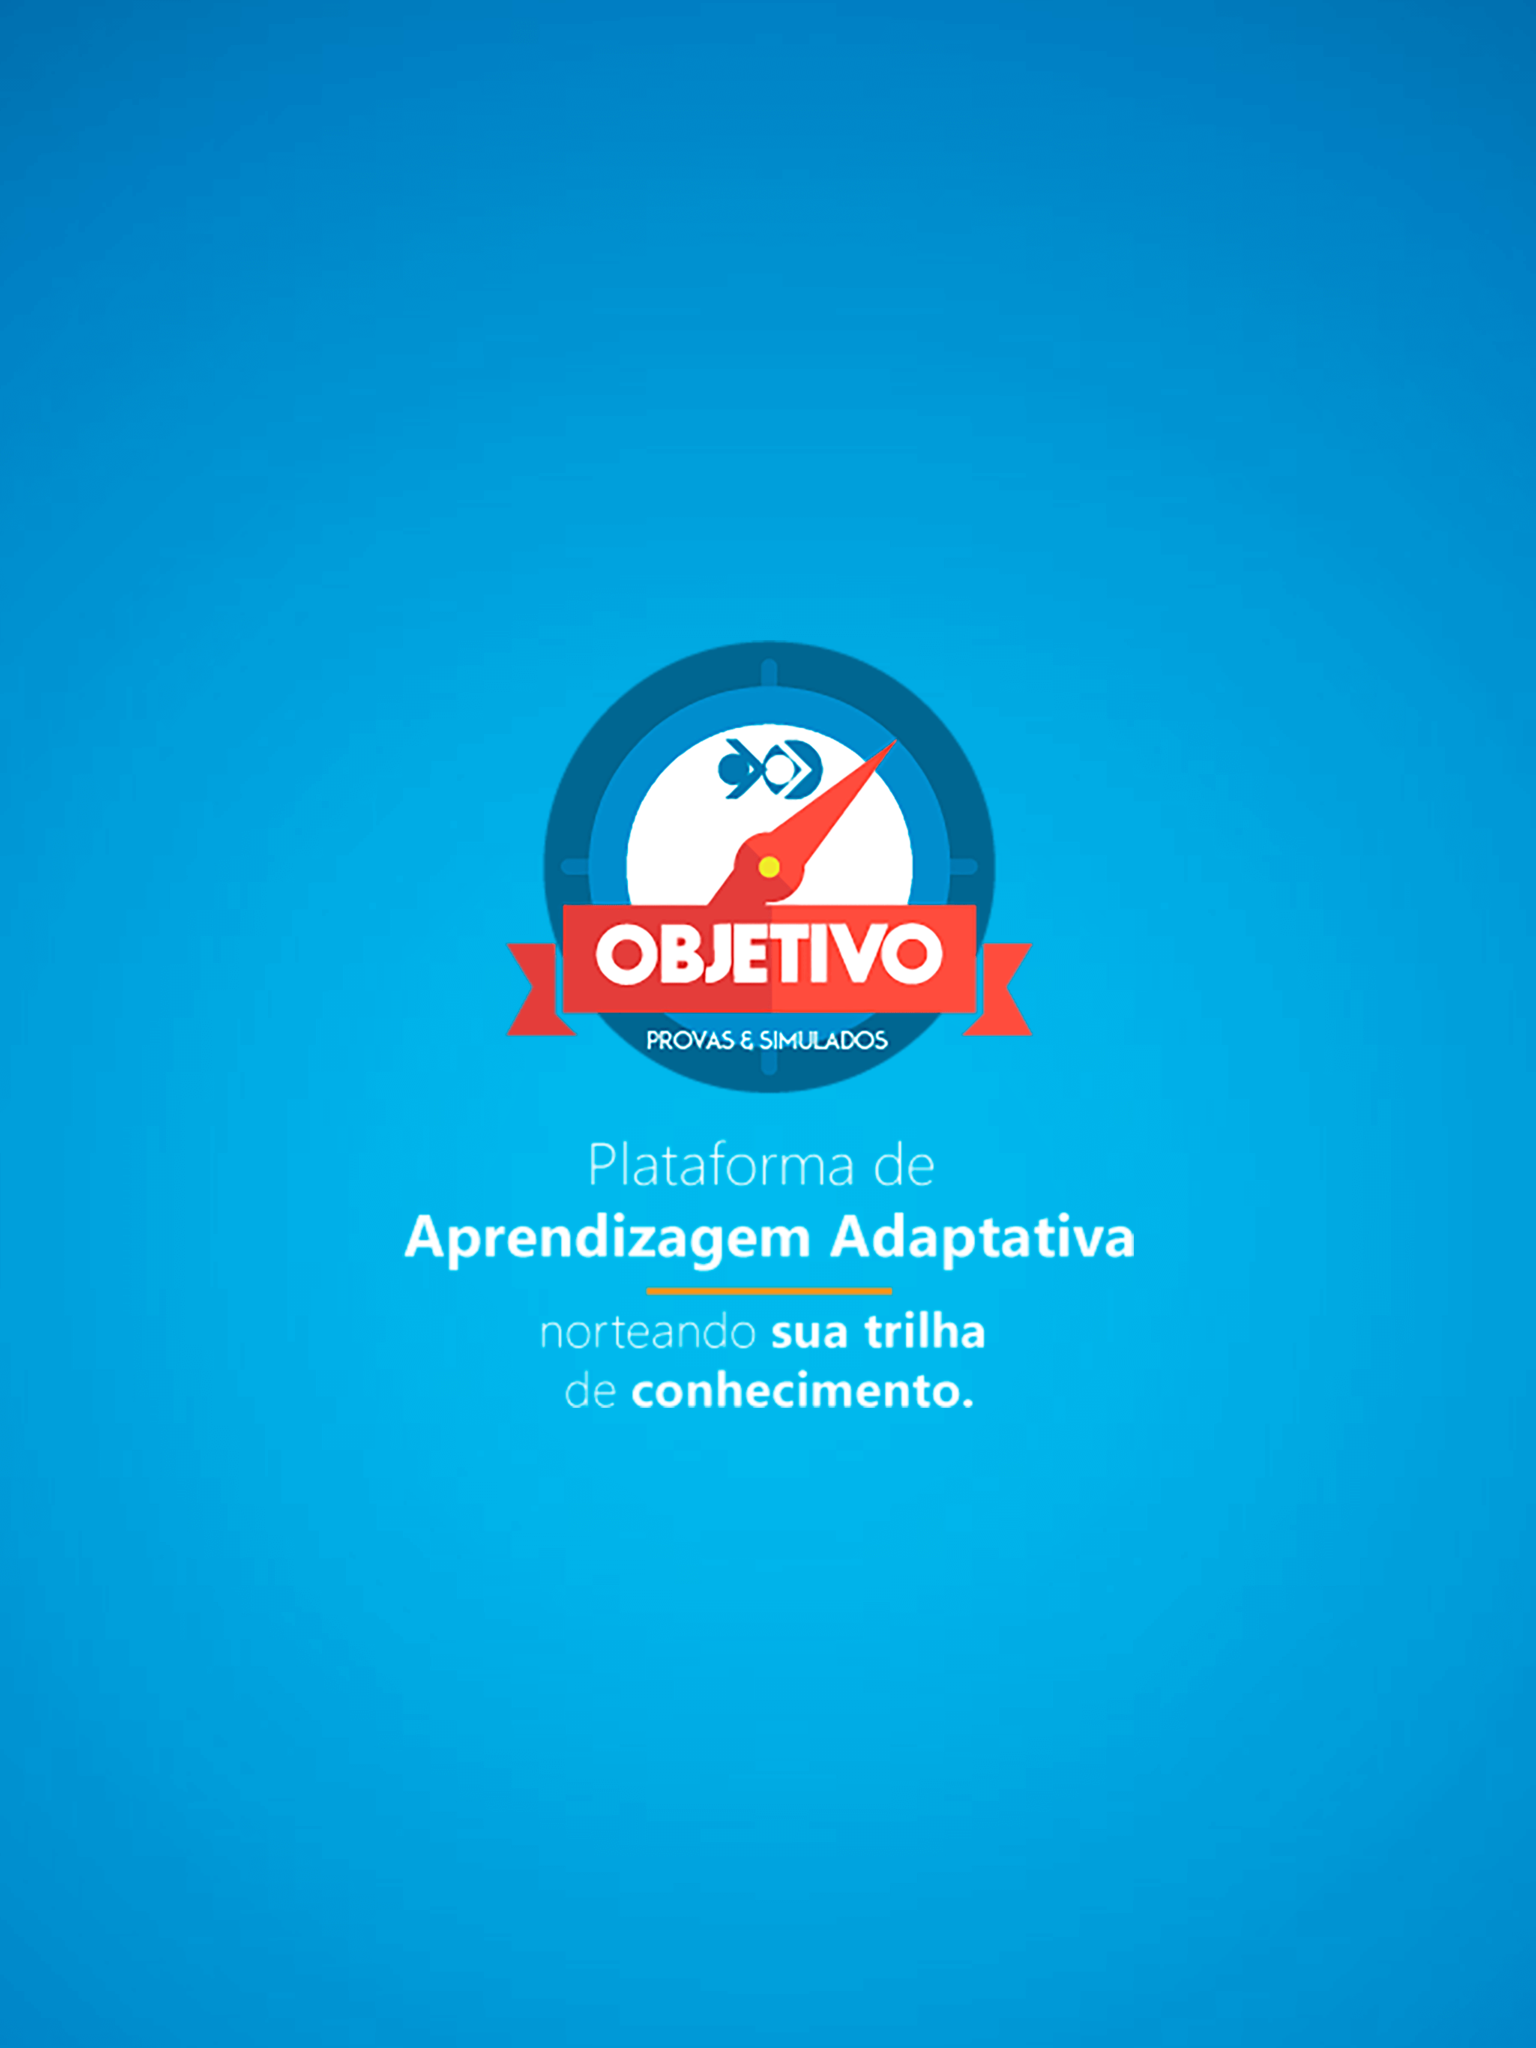 OBJETIVO
PROVAS & SIMULADOS
Plataforma de
Aprendizagem Adaptativa
norteando sua trilha
de conhecimento.